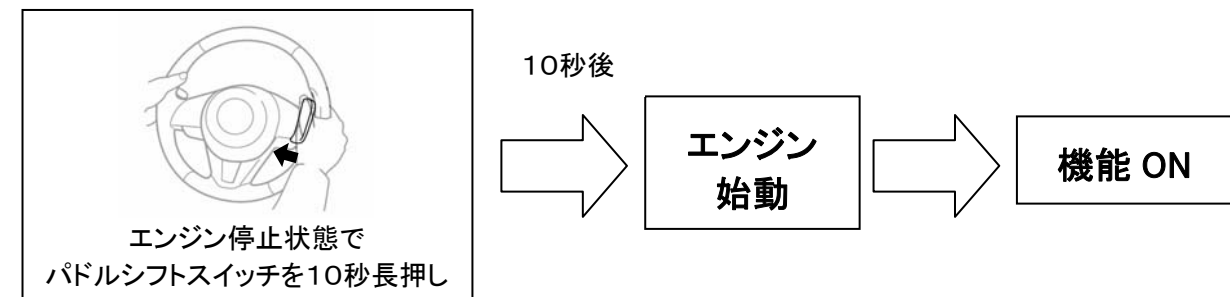 エンジン停止状態で
パドルシフトスイッチを10秒長押し
10秒後
エンジン
始動
機能 ON